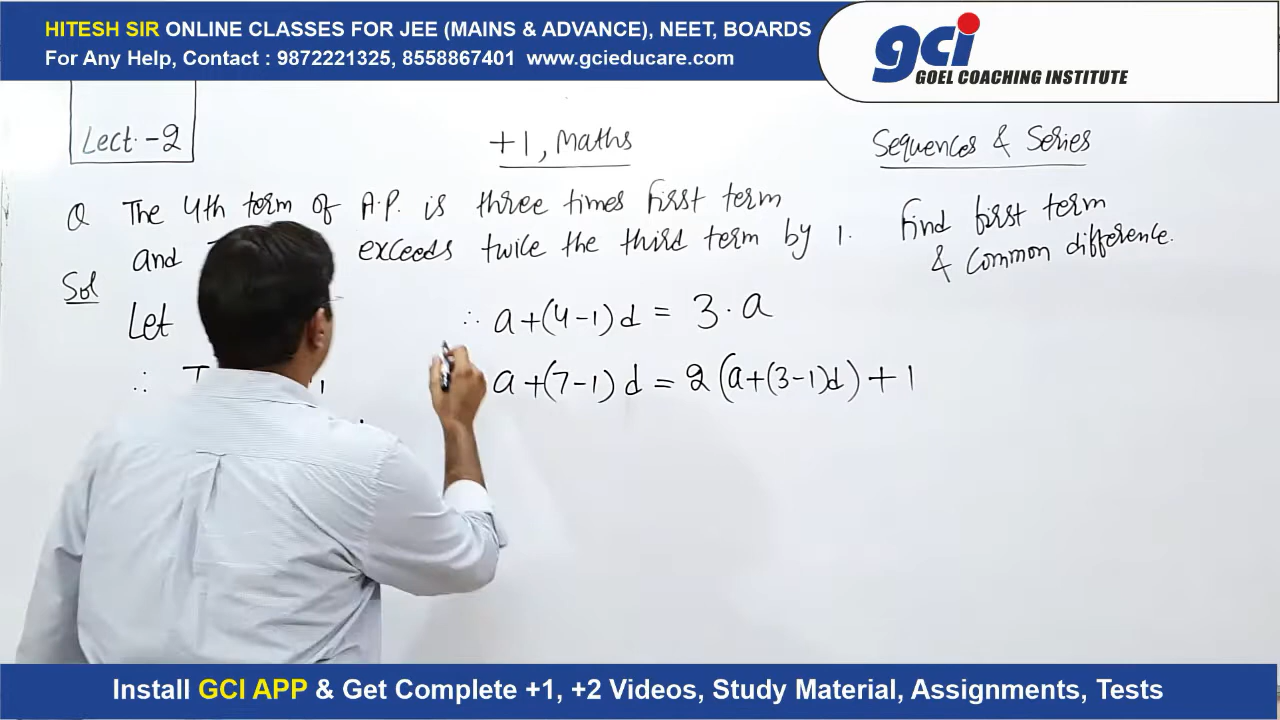 HITESH SIR ONLINE CLASSES FOR JEE (MAINS & ADVANCE), NEET, BOARDS
For Any Help, Contact : 9872221325, 8558867401 www.gcieducare.com
gci
GOEL COACHING INSTITUTE
Lect. -2
+1, Maths
Sequences & Series
Q The 4th term of A.P. is three times first term
and exceeds twice the third term by 1.
Find first term
& Common difference.
Sol
Let
∴ a+(4-1)d = 3·a
∴ T
a+(7-1)d = 2(a+(3-1)d)+1
Install GCI APP & Get Complete +1, +2 Videos, Study Material, Assignments, Tests